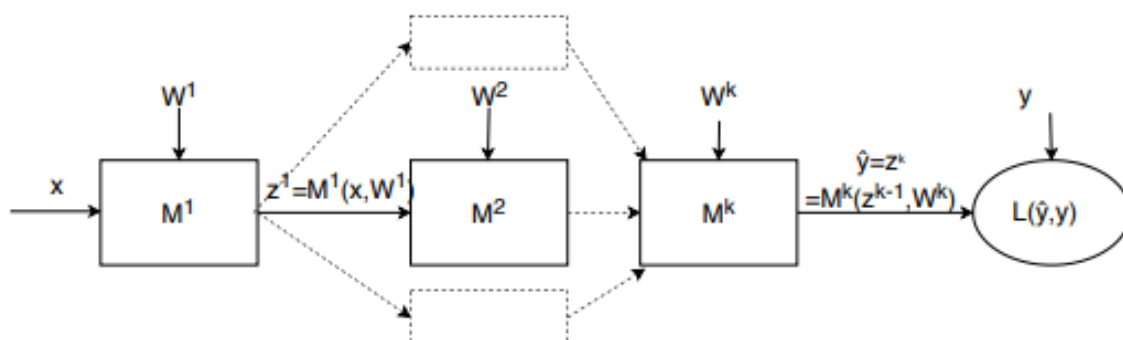 W¹
W²
Wᵏ
y
x
M¹
z¹=M¹(x,W¹)
M²
Mᵏ
ŷ=zᵏ
=Mᵏ(zᵏ⁻¹,Wᵏ)
L(ŷ,y)